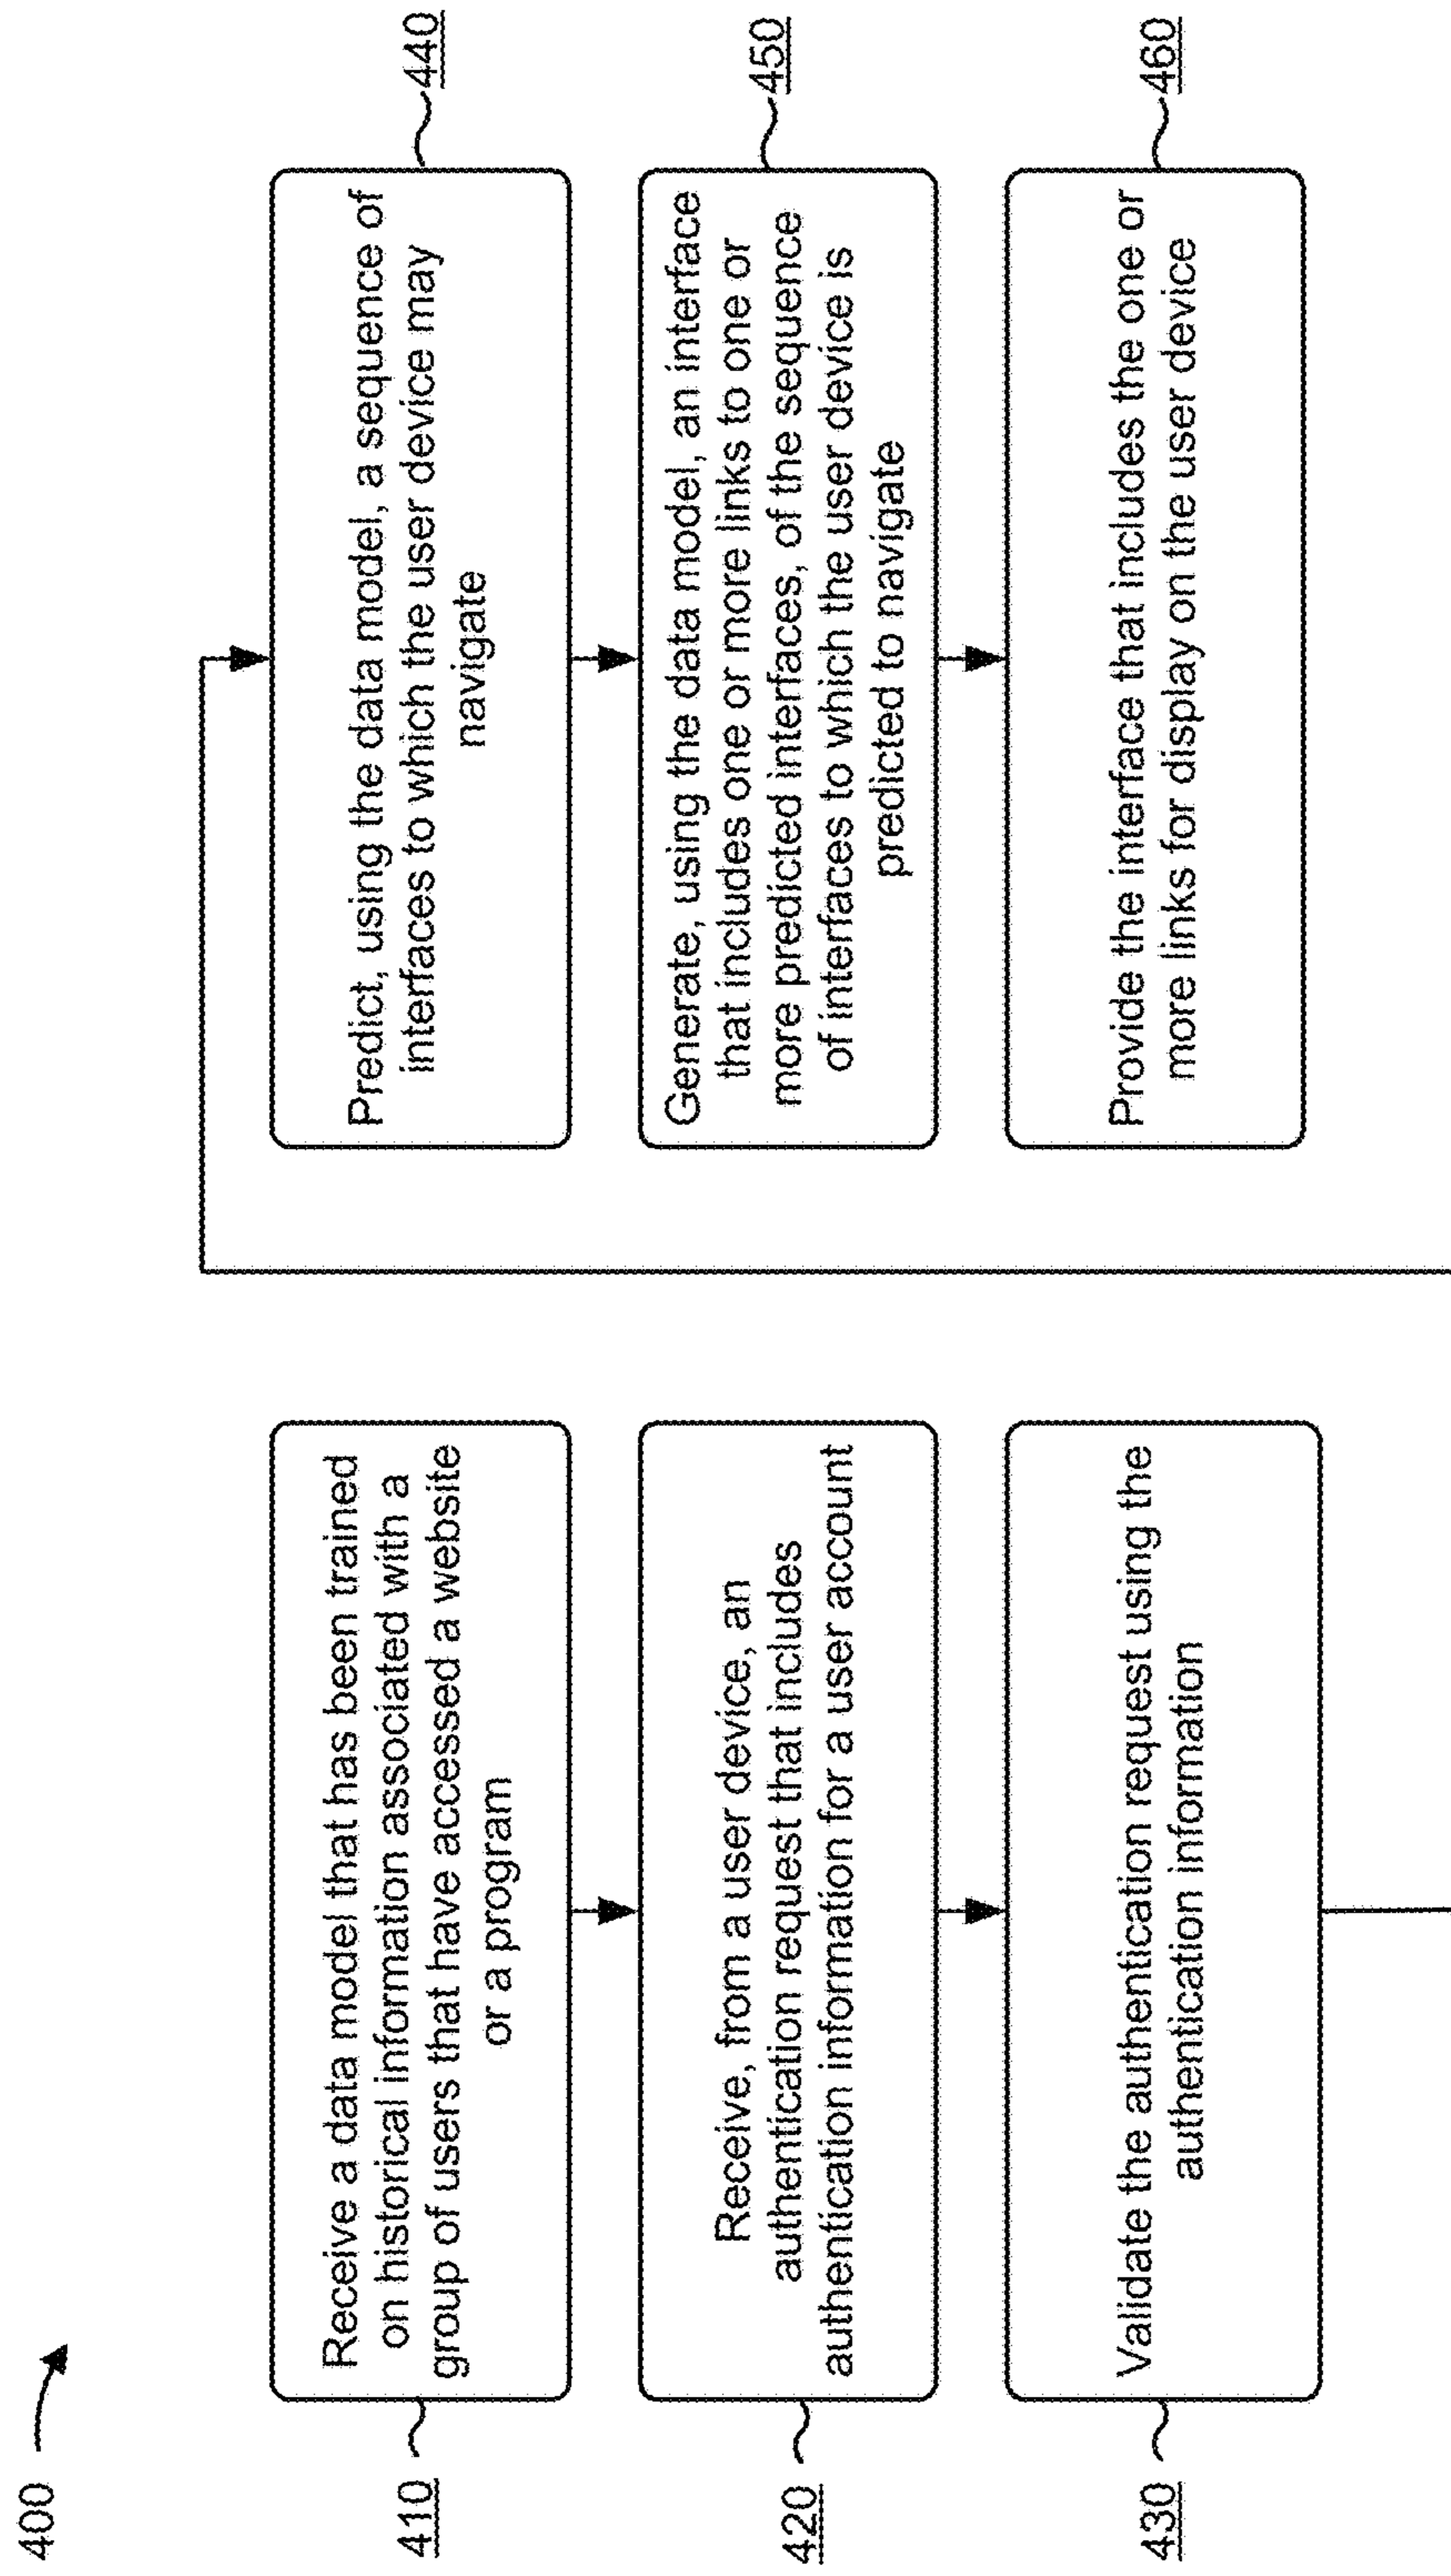 400
410
Receive a data model that has been trained
on historical information associated with a
group of users that have accessed a website
or a program
420
Receive, from a user device, an
authentication request that includes
authentication information for a user account
430
Validate the authentication request using the
authentication information
440
Predict, using the data model, a sequence of
interfaces to which the user device may
navigate
450
Generate, using the data model, an interface
that includes one or more links to one or
more predicted interfaces, of the sequence
of interfaces to which the user device is
predicted to navigate
460
Provide the interface that includes the one or
more links for display on the user device